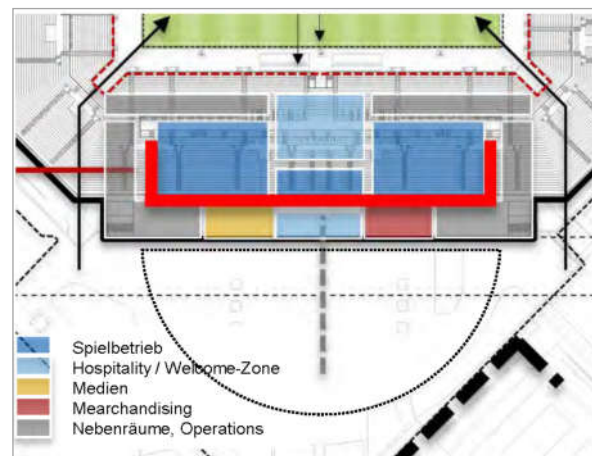 Spielbetrieb
Hospitality / Welcome-Zone
Medien
Mearchandising
Nebenräume, Operations